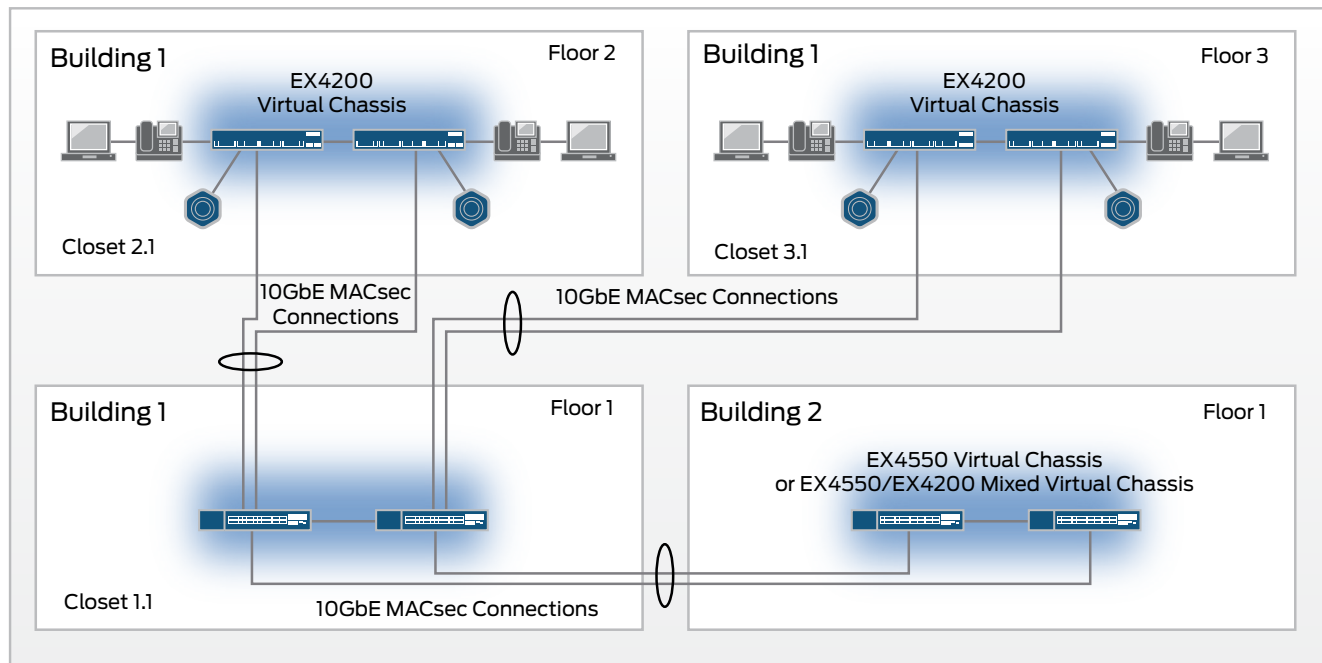 Building 1
Floor 2
EX4200
Virtual Chassis
Closet 2.1
Building 1
Floor 3
EX4200
Virtual Chassis
Closet 3.1
10GbE MACsec
Connections
10GbE MACsec Connections
Building 1
Floor 1
Closet 1.1
10GbE MACsec Connections
Building 2
Floor 1
EX4550 Virtual Chassis
or EX4550/EX4200 Mixed Virtual Chassis